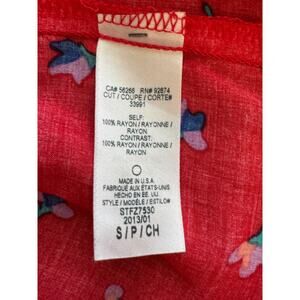 CA# 56266 RN# 92874
CUT / COUPE / CORTE#
33991
SELF:
100% RAYON / RAYONNE /
RAYON
CONTRAST:
100% RAYON / RAYONNE /
RAYON
MADE IN U.S.A
FABRIQUÉ AUX ÉTATS-UNIS
HECHO EN EE. UU.
STYLE / MODÈLE / ESTILO#
STFZ7530
2013/01
S / P / CH